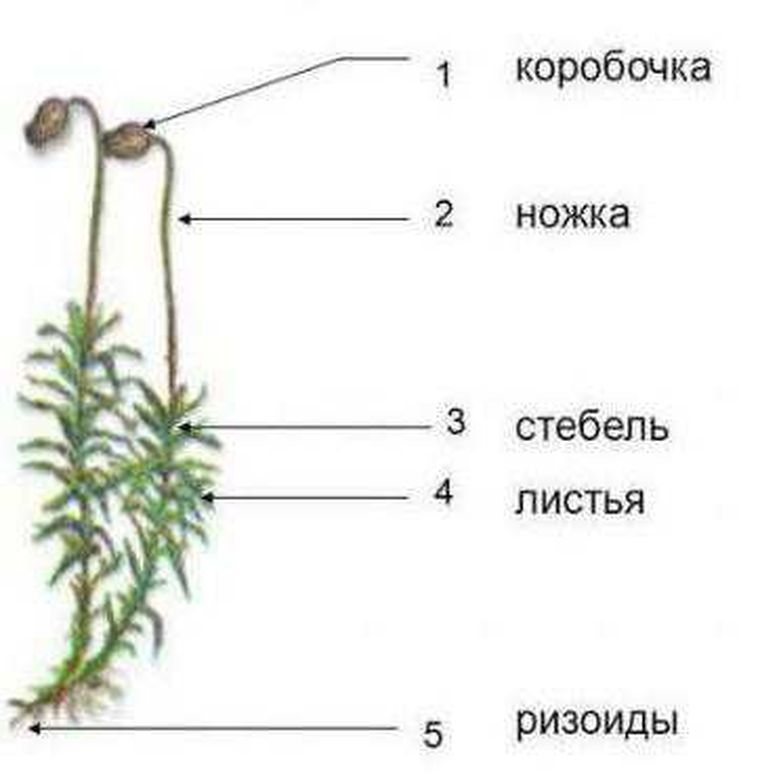 1 коробочка
2 ножка
3 стебель
4 листья
5 ризоиды